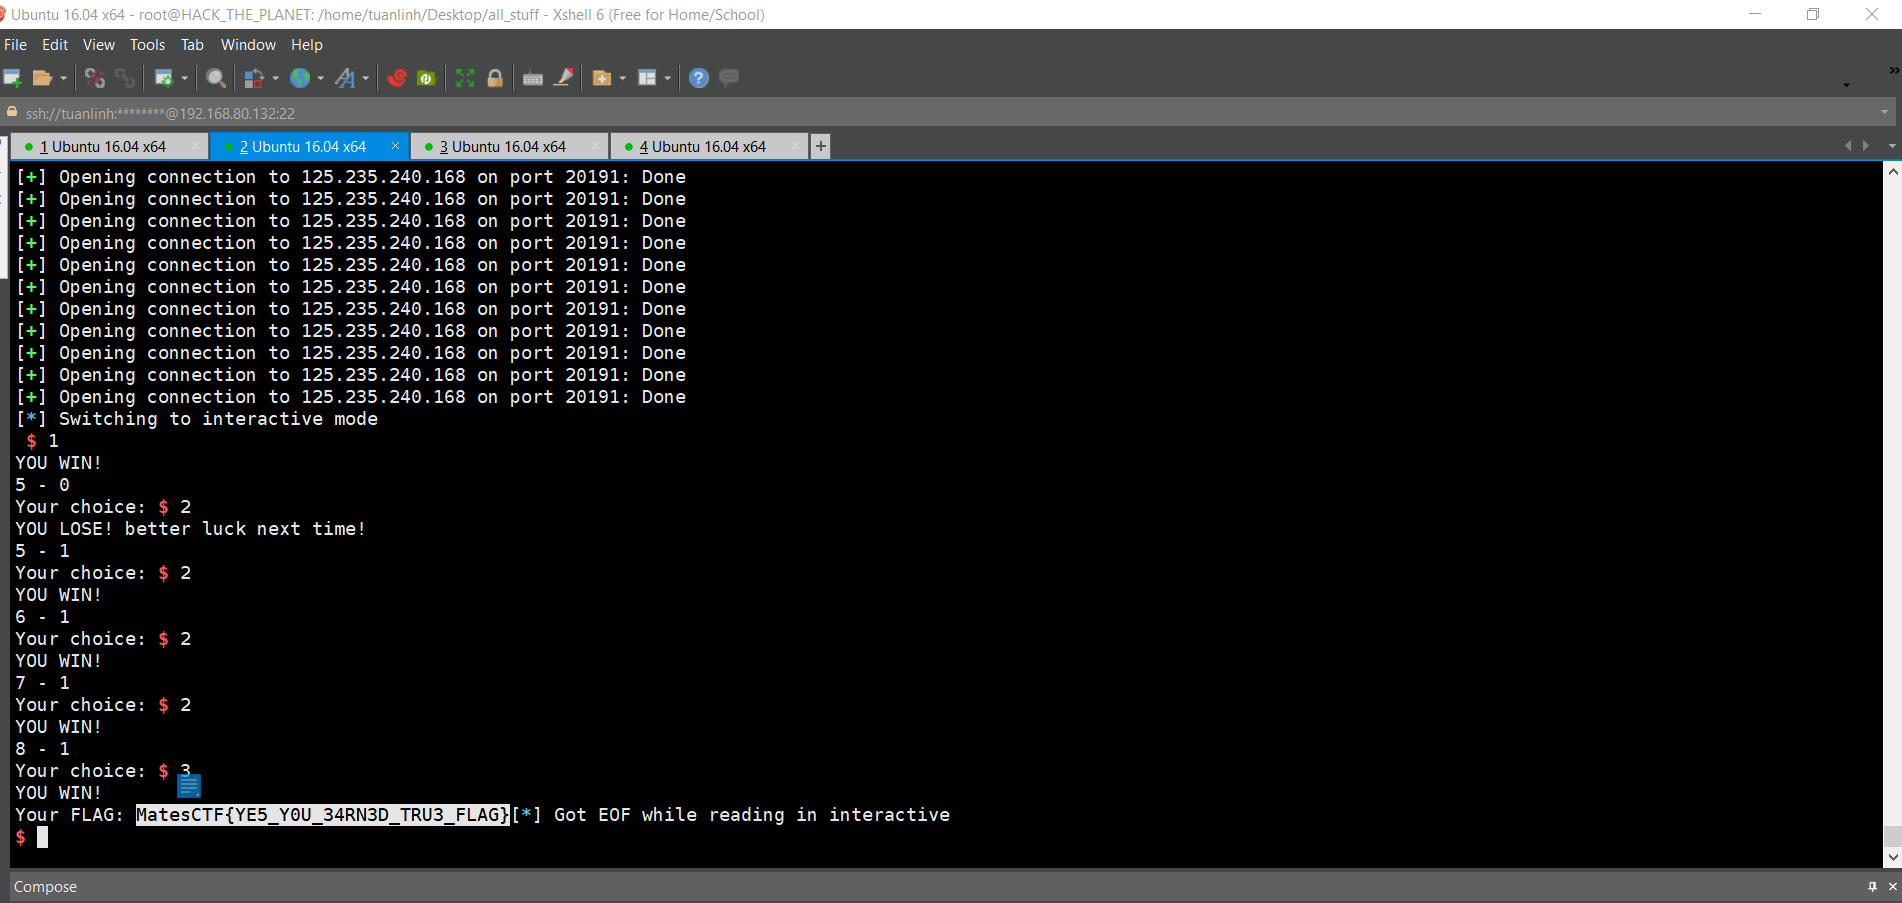 Ubuntu 16.04 x64 - root@HACK_THE_PLANET: /home/tuanlinh/Desktop/all_stuff - Xshell 6 (Free for Home/School)
File Edit View Tools Tab Window Help
ssh://tuanlinh:********@192.168.80.132:22
1 Ubuntu 16.04 x64 × 2 Ubuntu 16.04 x64 × 3 Ubuntu 16.04 x64 × 4 Ubuntu 16.04 x64 × +
[+] Opening connection to 125.235.240.168 on port 20191: Done
[+] Opening connection to 125.235.240.168 on port 20191: Done
[+] Opening connection to 125.235.240.168 on port 20191: Done
[+] Opening connection to 125.235.240.168 on port 20191: Done
[+] Opening connection to 125.235.240.168 on port 20191: Done
[+] Opening connection to 125.235.240.168 on port 20191: Done
[+] Opening connection to 125.235.240.168 on port 20191: Done
[+] Opening connection to 125.235.240.168 on port 20191: Done
[+] Opening connection to 125.235.240.168 on port 20191: Done
[+] Opening connection to 125.235.240.168 on port 20191: Done
[+] Opening connection to 125.235.240.168 on port 20191: Done
[*] Switching to interactive mode
$ 1
YOU WIN!
5 - 0
Your choice: $ 2
YOU LOSE! better luck next time!
5 - 1
Your choice: $ 2
YOU WIN!
6 - 1
Your choice: $ 2
YOU WIN!
7 - 1
Your choice: $ 2
YOU WIN!
8 - 1
Your choice: $ 3
YOU WIN!
Your FLAG: MatesCTF{YE5_Y0U_34RN3D_TRU3_FLAG}[*] Got EOF while reading in interactive
$
Compose